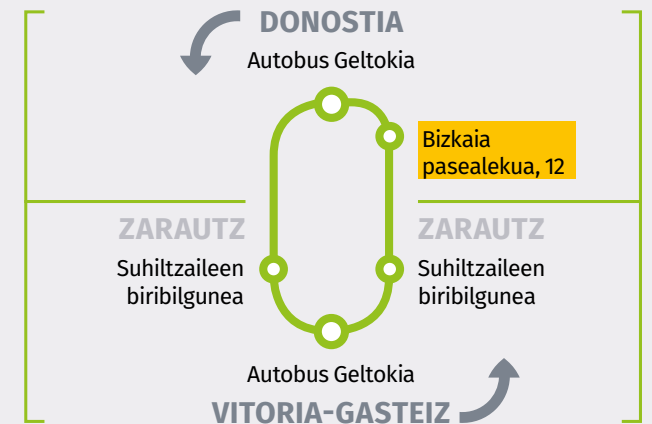 DONOSTIA
Autobus Geltokia
Bizkaia
pasealekua, 12
ZARAUTZ
Suhiltzaileen
biribilgunea
ZARAUTZ
Suhiltzaileen
biribilgunea
Autobus Geltokia
VITORIA-GASTEIZ